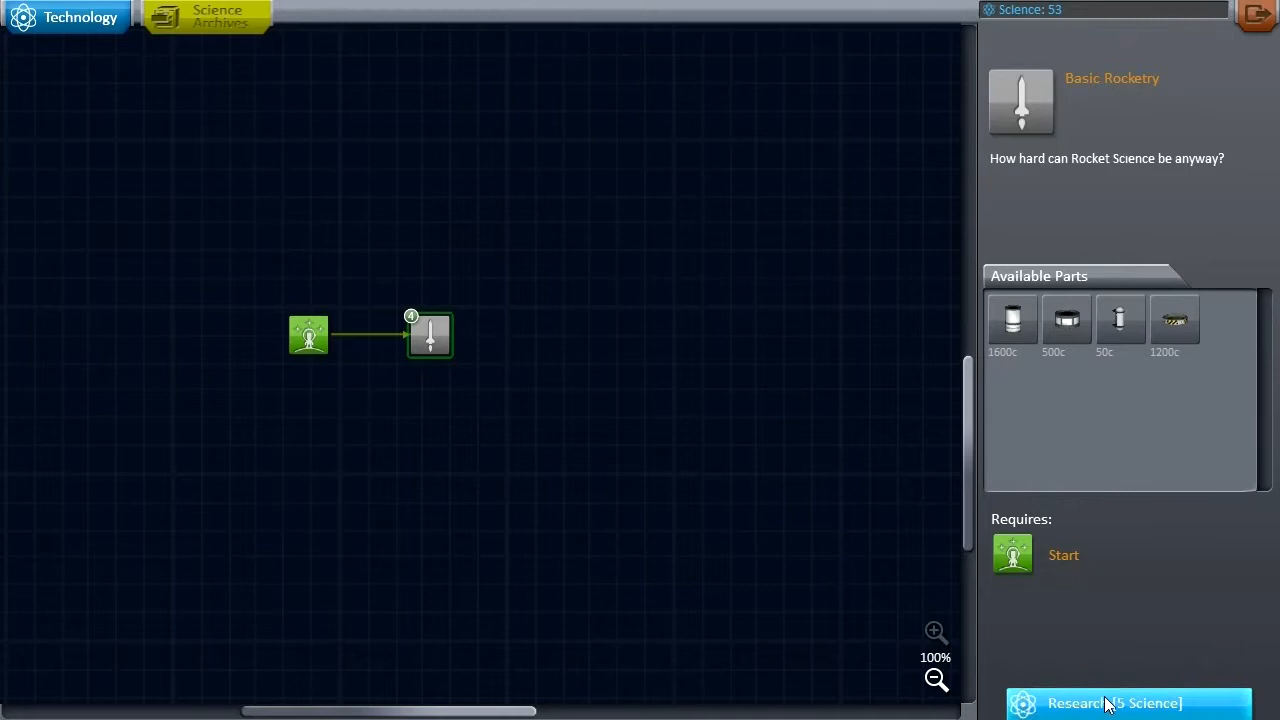 Technology
Science Archives
Science: 53
Basic Rocketry
How hard can Rocket Science be anyway?
Available Parts
1600c 500c 50c 1200c
4
Requires:
Start
100%
Research [5 Science]